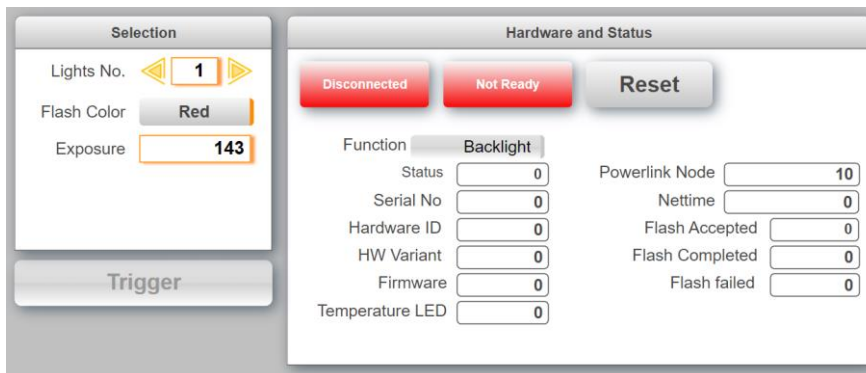 Selection
Lights No. 1
Flash Color Red
Exposure 143
Trigger
Hardware and Status
Disconnected Not Ready Reset
Function Backlight
Status 0
Serial No 0
Hardware ID 0
HW Variant 0
Firmware 0
Temperature LED 0
Powerlink Node 10
Nettime 0
Flash Accepted 0
Flash Completed 0
Flash failed 0